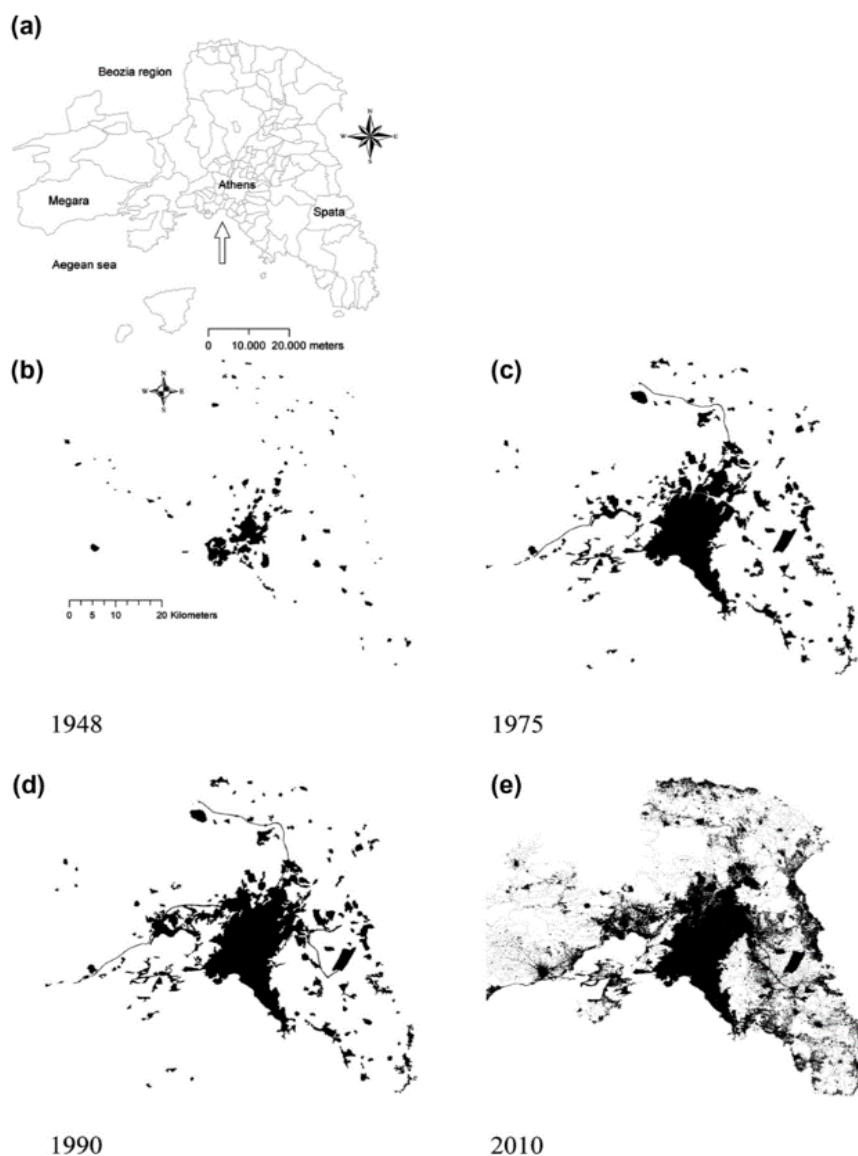 (a)
Beozia region
N
W E
S
Athens
Megara
Spata
Aegean sea
0 10.000 20.000 meters
(b)
N
W E
S
0 5 10 20 Kilometers
1948
(c)
1975
(d)
1990
(e)
2010